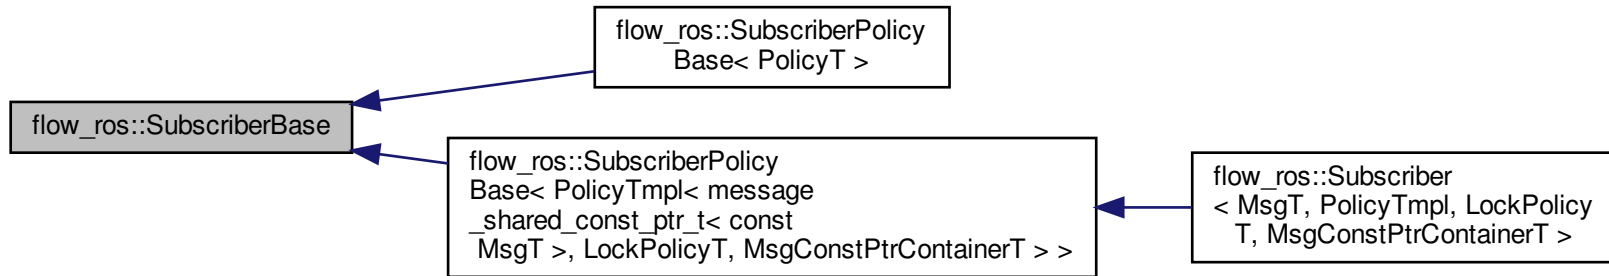 flow_ros::SubscriberBase
flow_ros::SubscriberPolicy
Base< PolicyT >
flow_ros::SubscriberPolicy
Base< PolicyTmpl< message
_shared_const_ptr_t< const
MsgT >, LockPolicyT, MsgConstPtrContainerT > >
flow_ros::Subscriber
< MsgT, PolicyTmpl, LockPolicy
T, MsgConstPtrContainerT >